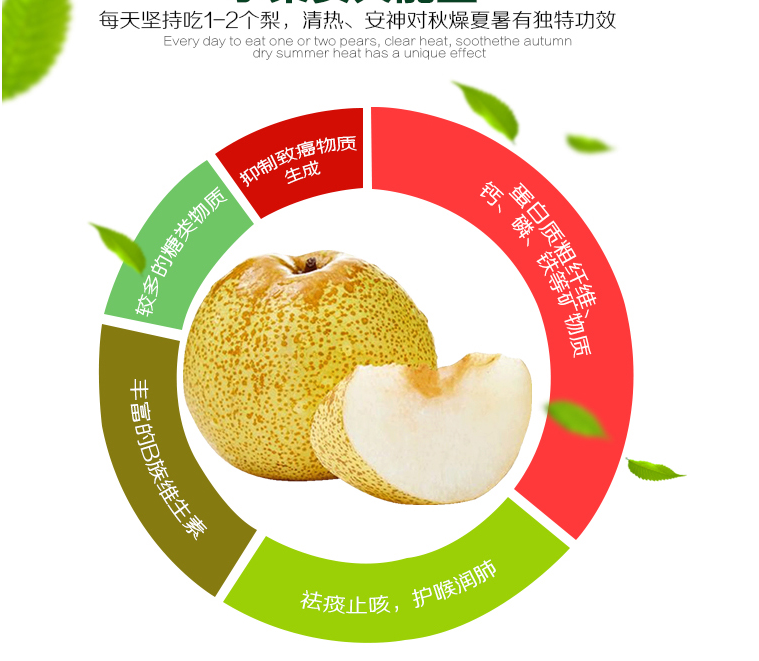 每天坚持吃1-2个梨，清热、安神对秋燥夏暑有独特功效
Every day to eat one or two pears, clear heat, soothethe autumn
dry summer heat has a unique effect
抑制致癌物质
生成
蛋白质粗纤维、
钙、磷、铁等矿物质
较多的糖类物质
丰富的B族维生素
祛痰止咳，护喉润肺